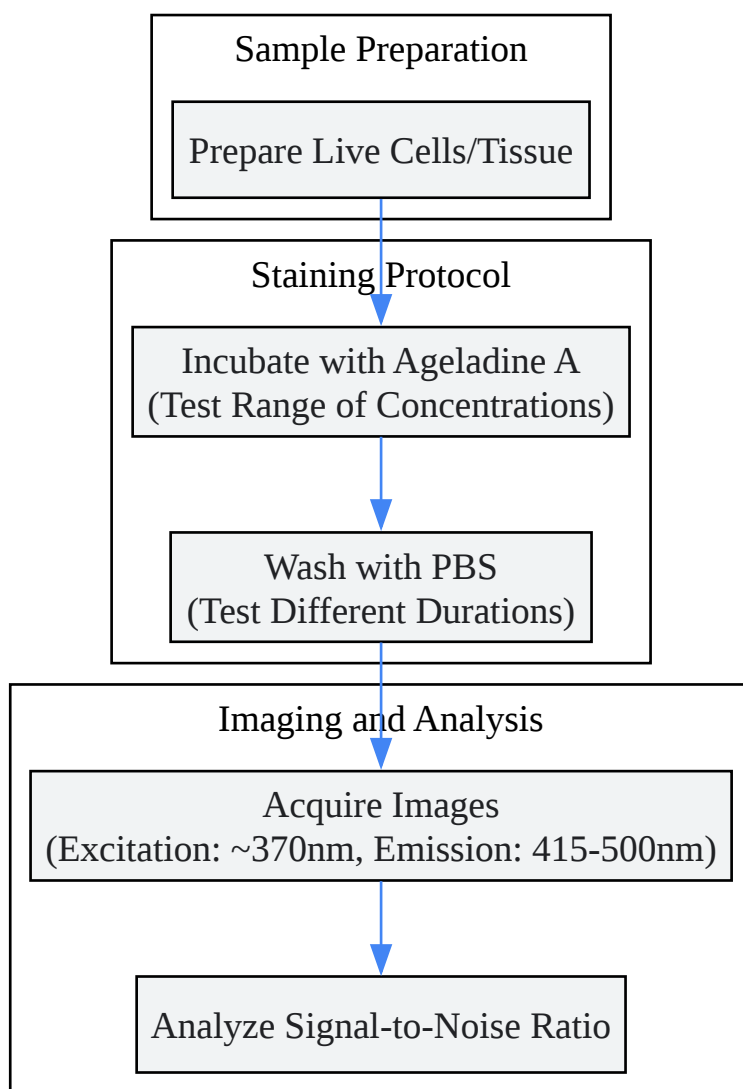 Sample Preparation
Prepare Live Cells/Tissue
Staining Protocol
Incubate with Ageladine A
(Test Range of Concentrations)
Wash with PBS
(Test Different Durations)
Imaging and Analysis
Acquire Images
(Excitation: ~370nm, Emission: 415-500nm)
Analyze Signal-to-Noise Ratio